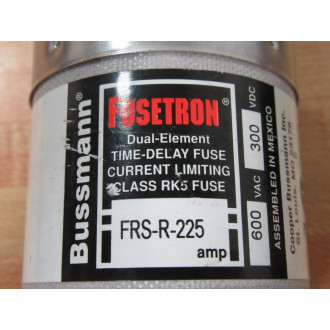 Bussmann®
FUSETRON®
Dual-Element
TIME-DELAY FUSE
CURRENT LIMITING
CLASS RK5 FUSE
FRS-R-225
amp
600 VAC 300 VDC
ASSEMBLED IN MEXICO
Cooper Bussmann Inc.
St. Louis, MO 63178